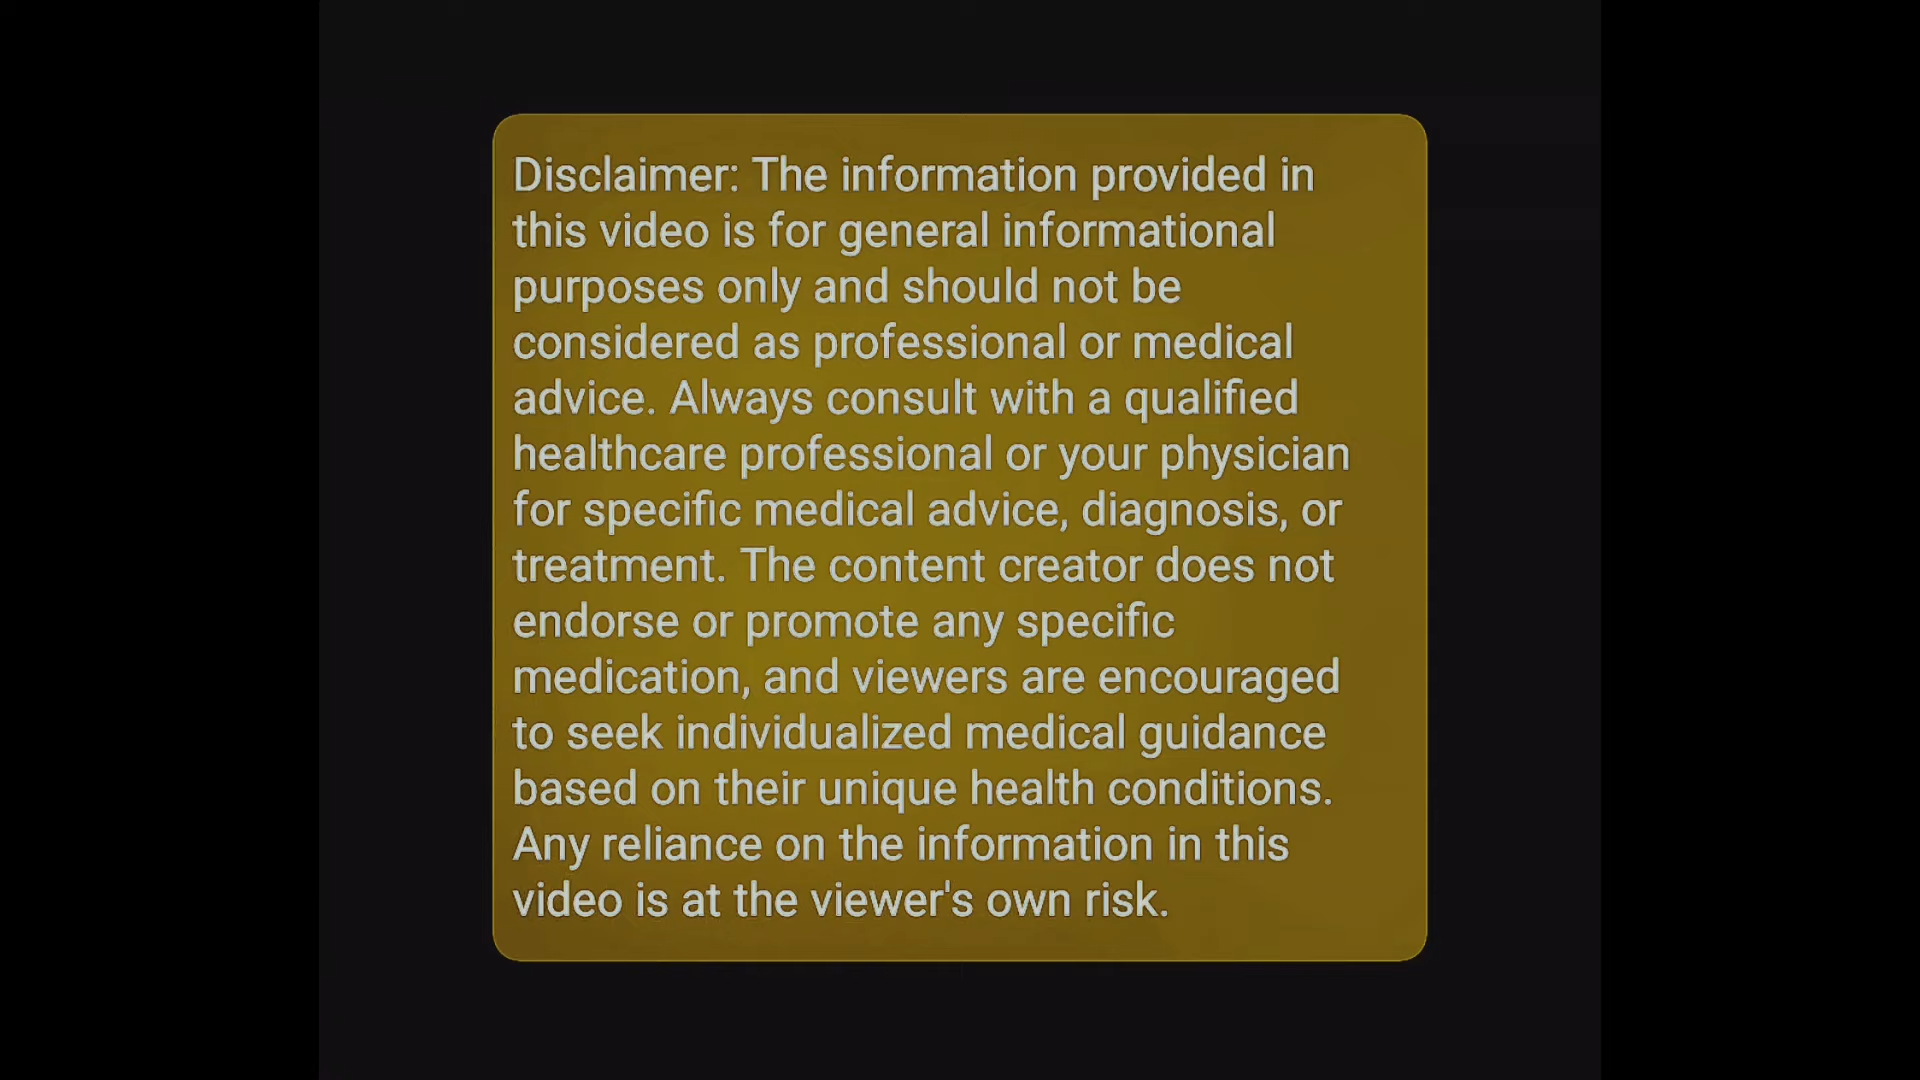 Disclaimer: The information provided in
this video is for general informational
purposes only and should not be
considered as professional or medical
advice. Always consult with a qualified
healthcare professional or your physician
for specific medical advice, diagnosis, or
treatment. The content creator does not
endorse or promote any specific
medication, and viewers are encouraged
to seek individualized medical guidance
based on their unique health conditions.
Any reliance on the information in this
video is at the viewer's own risk.